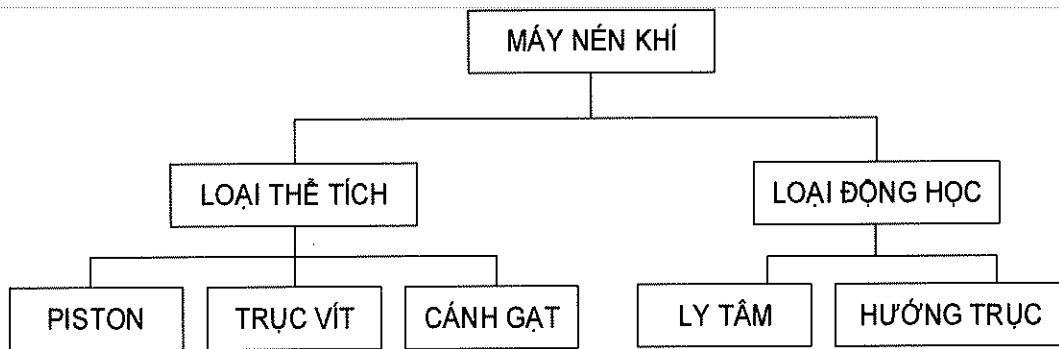 MÁY NÉN KHÍ
LOẠI THỂ TÍCH
LOẠI ĐỘNG HỌC
PISTON
TRỤC VÍT
CÁNH GẠT
LY TÂM
HƯỚNG TRỤC